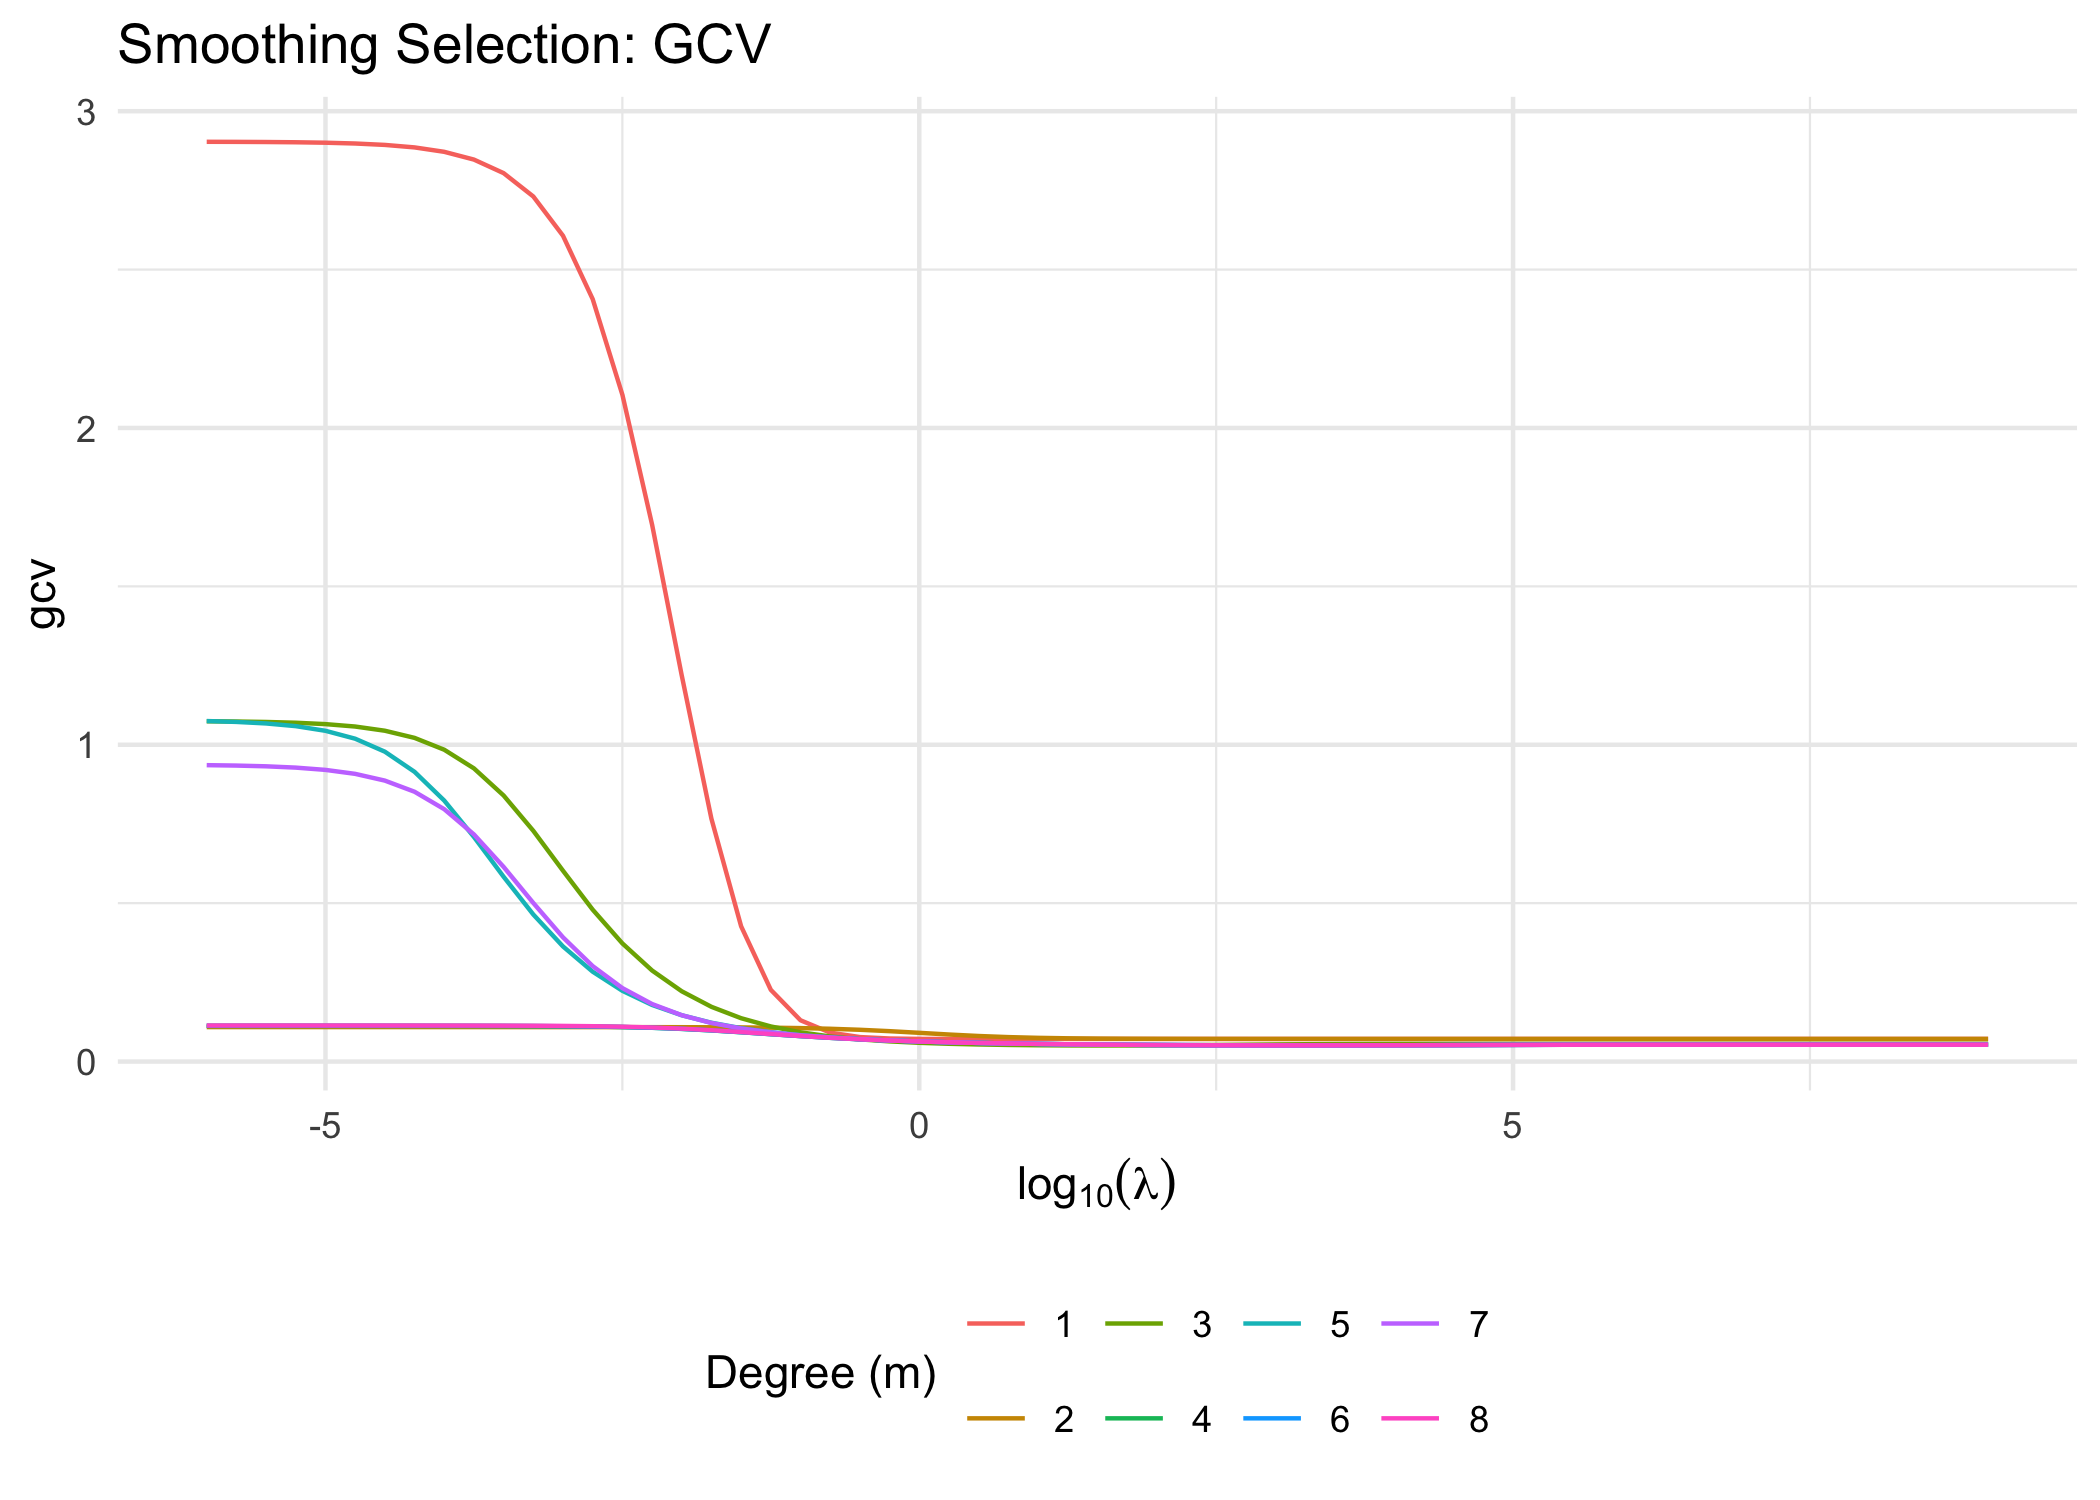 Smoothing Selection: GCV
3
2
1
0
gcv
-5 0 5
log₁₀(λ)
1 3 5 7
Degree (m)
2 4 6 8